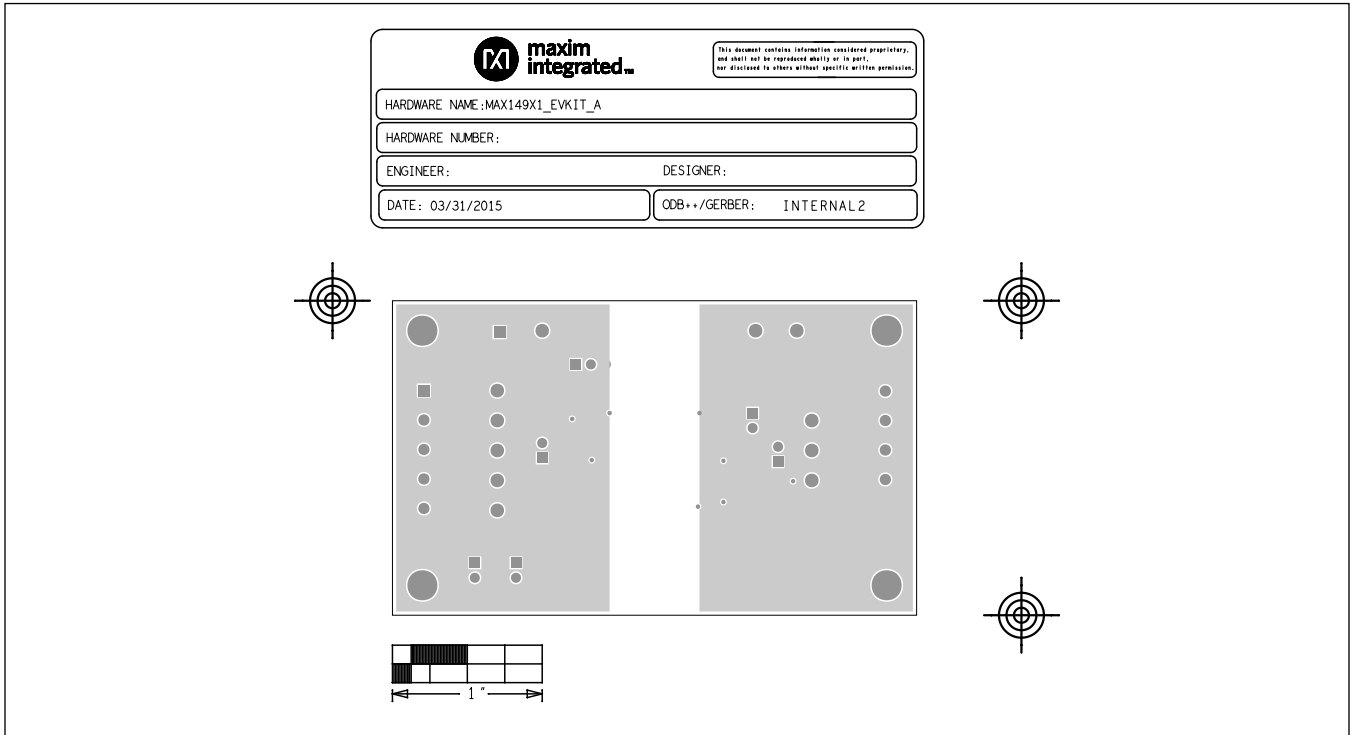 maxim
integrated™
This document contains information considered proprietary,
and shall not be reproduced wholly or in part,
nor disclosed to others without specific written permission.
HARDWARE NAME:MAX149X1_EVKIT_A
HARDWARE NUMBER:
ENGINEER: DESIGNER:
DATE: 03/31/2015 ODB++/GERBER: INTERNAL2
1"